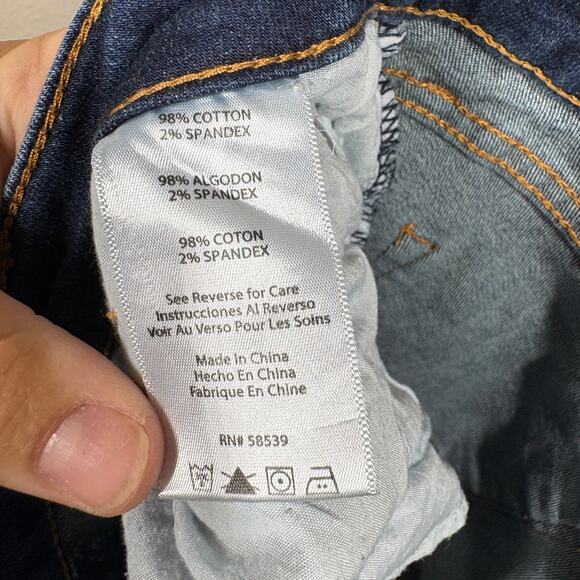 98% COTTON
2% SPANDEX
98% ALGODON
2% SPANDEX
98% COTON
2% SPANDEX
See Reverse for Care
Instrucciones Al Reverso
Voir Au Verso Pour Les Soins
Made in China
Hecho En China
Fabrique En Chine
RN# 58539